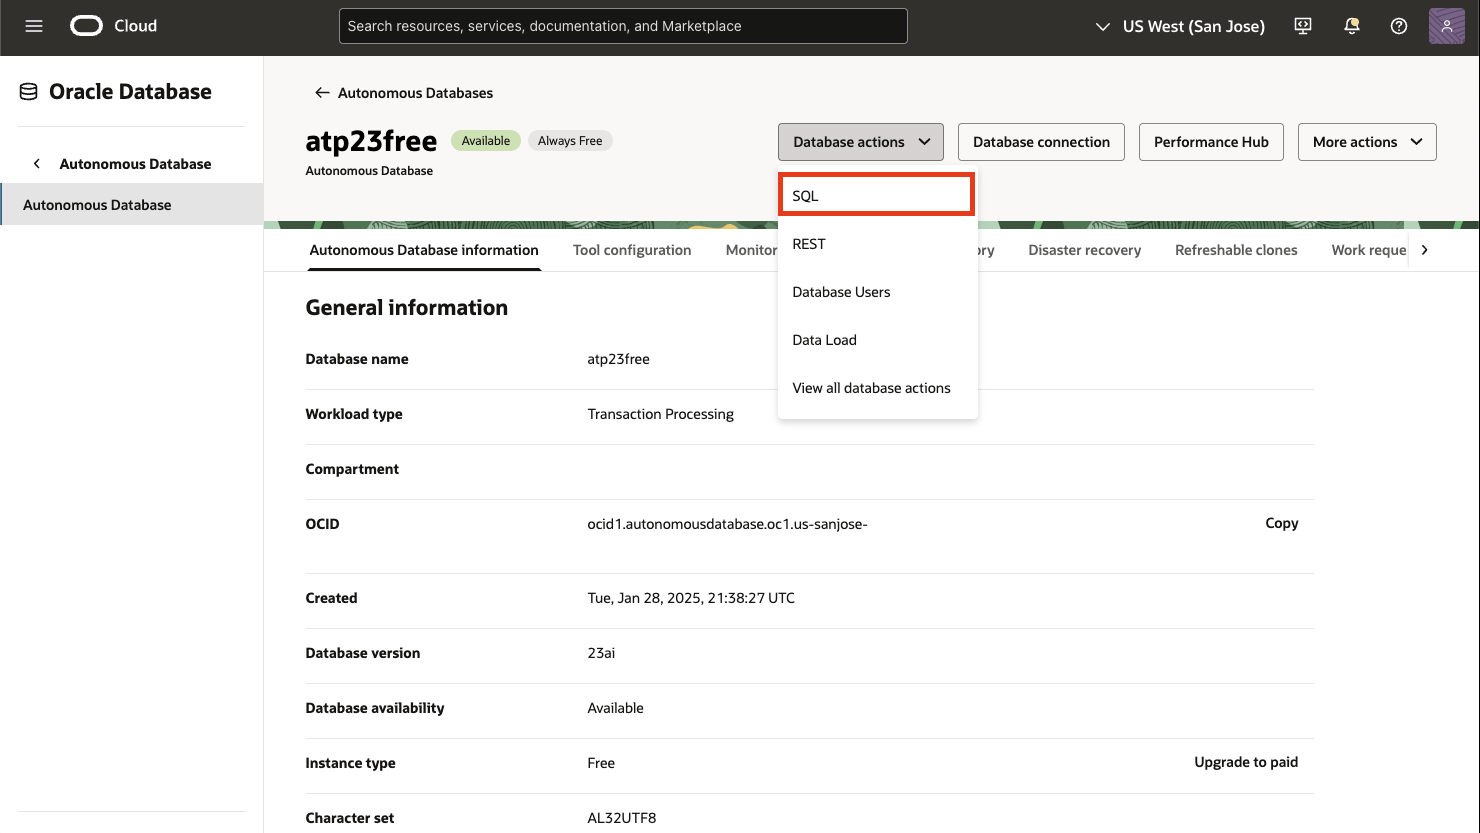 Cloud
Search resources, services, documentation, and Marketplace
US West (San Jose)
Oracle Database
Autonomous Database
Autonomous Database
Autonomous Databases
atp23free
Available
Always Free
Autonomous Database
Database actions
Database connection
Performance Hub
More actions
SQL
REST
Database Users
Data Load
View all database actions
Autonomous Database information
Tool configuration
Monitor
ory
Disaster recovery
Refreshable clones
Work reque
General information
Database name
atp23free
Workload type
Transaction Processing
Compartment
OCID
ocid1.autonomousdatabase.oc1.us-sanjose-
Copy
Created
Tue, Jan 28, 2025, 21:38:27 UTC
Database version
23ai
Database availability
Available
Instance type
Free
Upgrade to paid
Character set
AL32UTF8